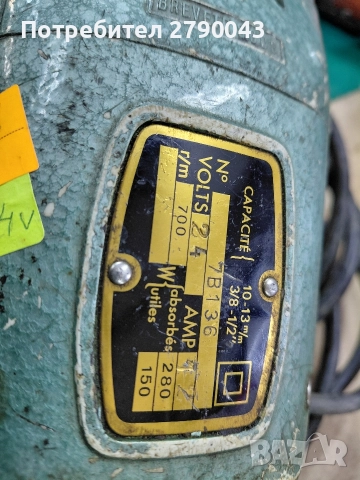 Потребител 2790043
BREVE
4V
CAPACITÉ { 10-13 m/m
3/8-1/2"
No 7B136
VOLTS 24 AMP
r/m 700 W { absorbés 280
utiles 150
BAZAR